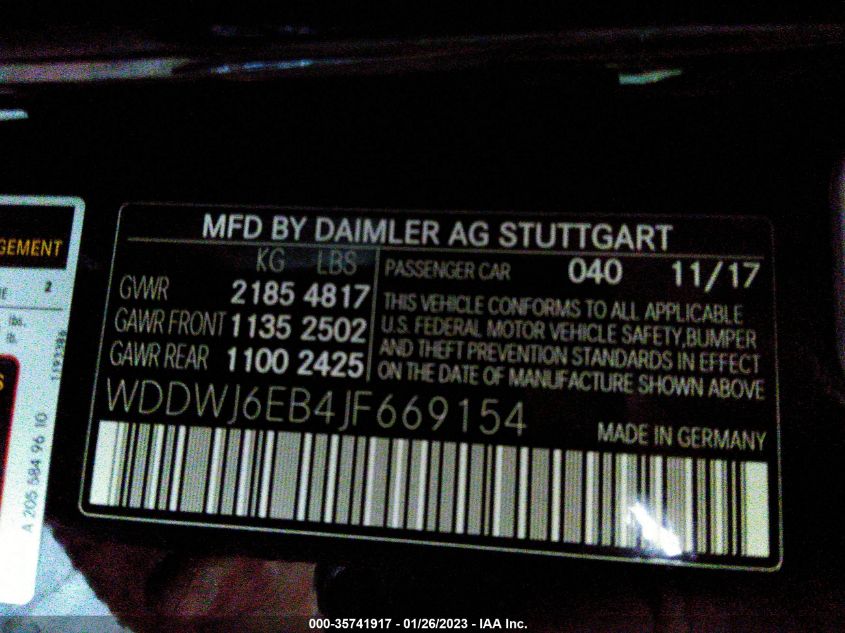 MFD BY DAIMLER AG STUTTGART
KG LBS
GVWR 2185 4817
GAWR FRONT 1135 2502
GAWR REAR 1100 2425
PASSENGER CAR 040 11/17
THIS VEHICLE CONFORMS TO ALL APPLICABLE
U.S. FEDERAL MOTOR VEHICLE SAFETY, BUMPER
AND THEFT PREVENTION STANDARDS IN EFFECT
ON THE DATE OF MANUFACTURE SHOWN ABOVE
WDDWJ6EB4JF669154
MADE IN GERMANY
GEMENT
2
lbs.
A 205 584 96 10
000-35741917 - 01/26/2023 - IAA Inc.